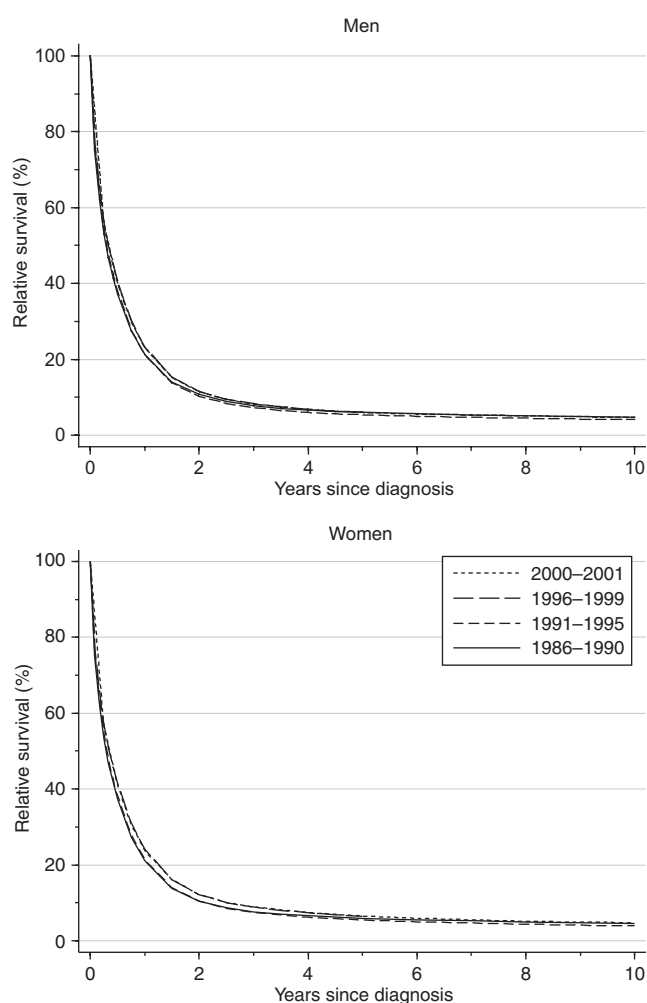 Men
100
80
60
40
20
0
Relative survival (%)
0 2 4 6 8 10
Years since diagnosis
Women
100
80
60
40
20
0
Relative survival (%)
2000–2001
1996–1999
1991–1995
1986–1990
0 2 4 6 8 10
Years since diagnosis